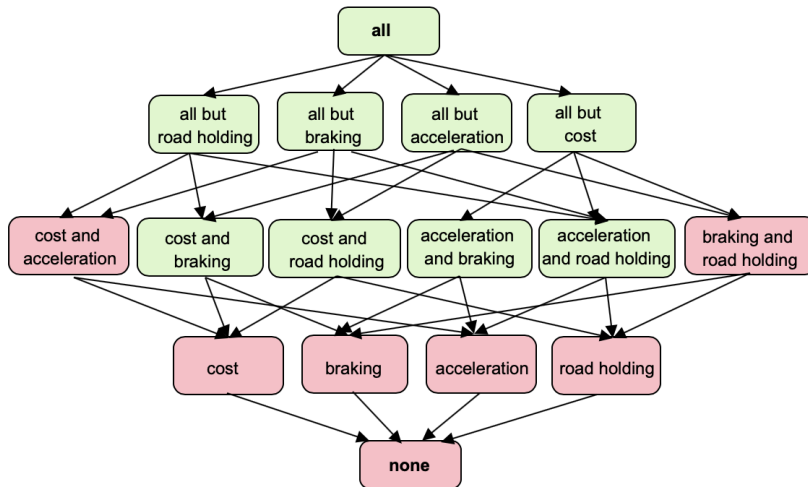 all
all but
road holding
all but
braking
all but
acceleration
all but
cost
cost and
acceleration
cost and
braking
cost and
road holding
acceleration
and braking
acceleration
and road holding
braking and
road holding
cost
braking
acceleration
road holding
none